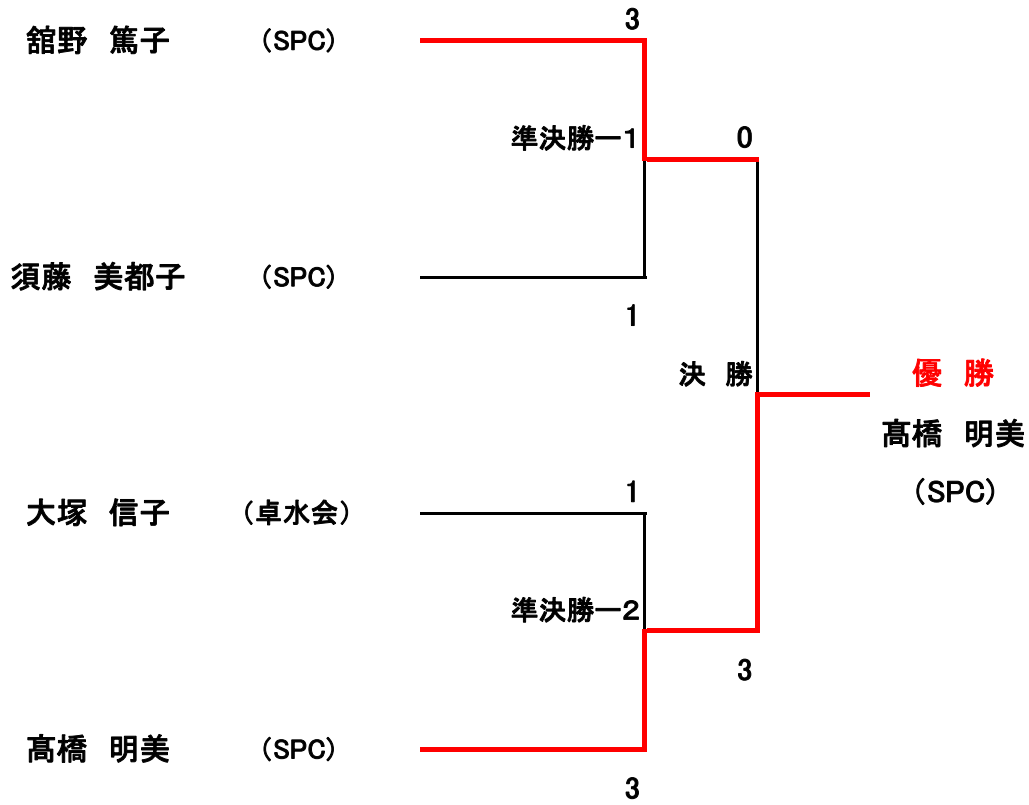 3
舘野　篤子　（SPC）
準決勝ー1
0
須藤　美都子　（SPC）
1
決　勝
優　勝
髙橋　明美
（SPC）
1
大塚　信子　（卓水会）
準決勝ー2
3
髙橋　明美　（SPC）
3